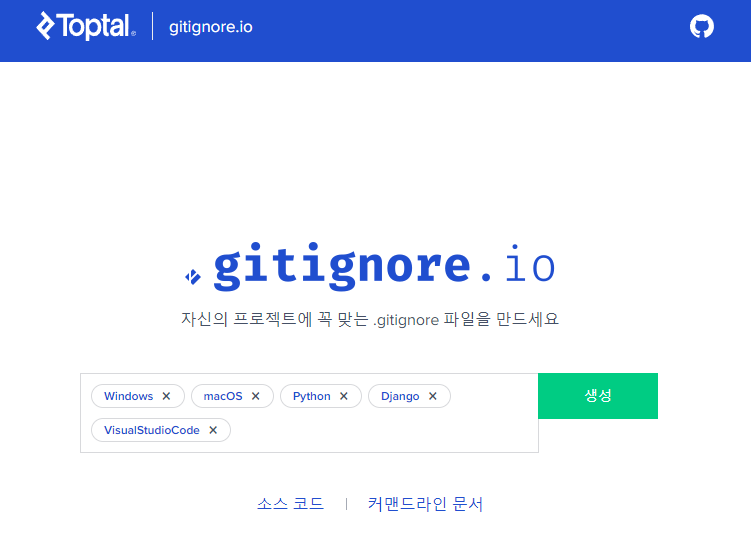 Toptal® gitignore.io
.gitignore.io
자신의 프로젝트에 꼭 맞는 .gitignore 파일을 만드세요
Windows × macOS × Python × Django × 생성
VisualStudioCode ×
소스 코드 | 커맨드라인 문서